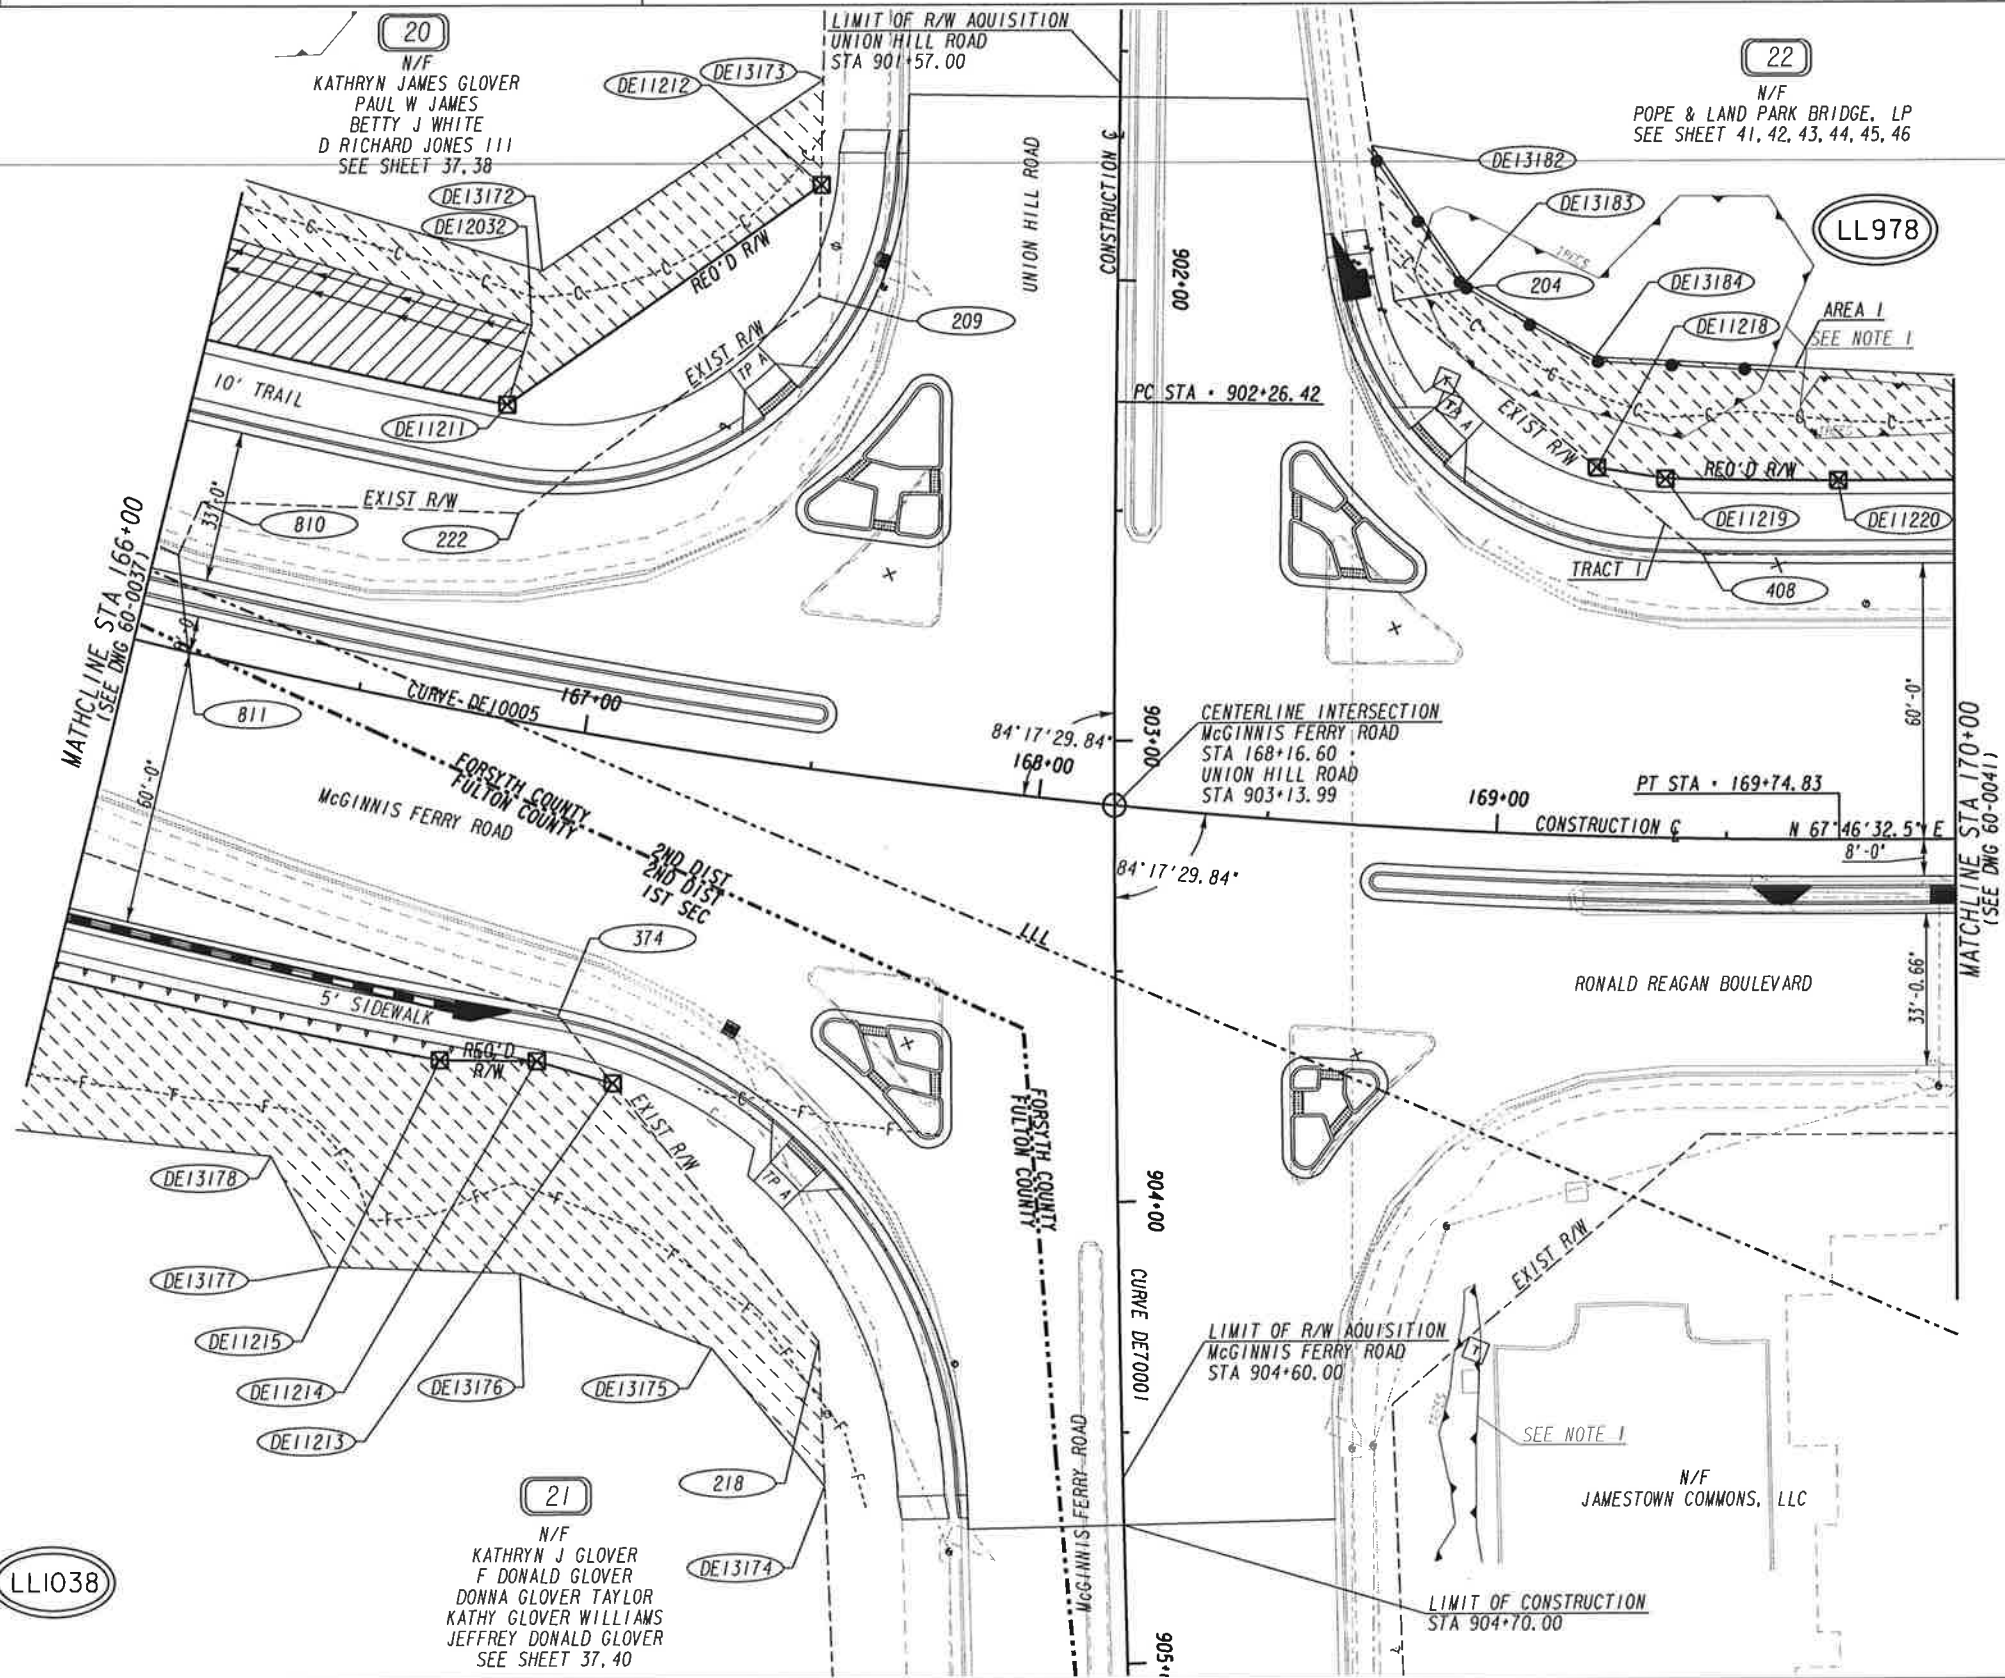 20
N/F
KATHRYN JAMES GLOVER
PAUL W JAMES
BETTY J WHITE
D RICHARD JONES III
SEE SHEET 37, 38
LIMIT OF R/W AQUISITION
UNION HILL ROAD
STA 901+57.00
22
N/F
POPE & LAND PARK BRIDGE, LP
SEE SHEET 41, 42, 43, 44, 45, 46
DE11212
DE13173
DE13172
DE12032
DE13182
DE13183
LL978
204
DE13184
DE11218
AREA 1
SEE NOTE 1
TREES
TREES
UNION HILL ROAD
CONSTRUCTION ℄
902+00
REQ'D R/W
209
EXIST R/W
TP A
10' TRAIL
DE11211
PC STA • 902+26.42
T
T
A
EXIST R/W
REQ'D R/W
DE11219
DE11220
TRACT 1
408
33'-0"
EXIST R/W
810
222
MATHCLINE STA 166+00
(SEE DWG 60-0037)
8'-0"
811
CURVE-DE10005
167+00
60'-0"
McGINNIS FERRY ROAD
FORSYTH COUNTY
FULTON COUNTY
2ND DIST
2ND DIST
1ST SEC
LLL
84°17'29.84"
168+00
903+00
CENTERLINE INTERSECTION
McGINNIS FERRY ROAD
STA 168+16.60
UNION HILL ROAD
STA 903+13.99
84°17'29.84"
169+00
PT STA • 169+74.83
CONSTRUCTION ℄
N 67°46'32.5" E
60'-0"
8'-0"
MATCHLINE STA 170+00
(SEE DWG 60-0041)
RONALD REAGAN BOULEVARD
33'-0.66"
374
5' SIDEWALK
REQ'D
R/W
EXIST R/W
TP A
FORSYTH COUNTY
FULTON COUNTY
904+00
CURVE DE70001
DE13178
DE13177
DE11215
DE11214
DE11213
DE13176
DE13175
218
DE13174
LIMIT OF R/W AQUISITION
McGINNIS FERRY ROAD
STA 904+60.00
McGINNIS FERRY ROAD
EXIST R/W
T
TREES
SEE NOTE 1
N/F
JAMESTOWN COMMONS, LLC
LIMIT OF CONSTRUCTION
STA 904+70.00
21
N/F
KATHRYN J GLOVER
F DONALD GLOVER
DONNA GLOVER TAYLOR
KATHY GLOVER WILLIAMS
JEFFREY DONALD GLOVER
SEE SHEET 37, 40
LL1038